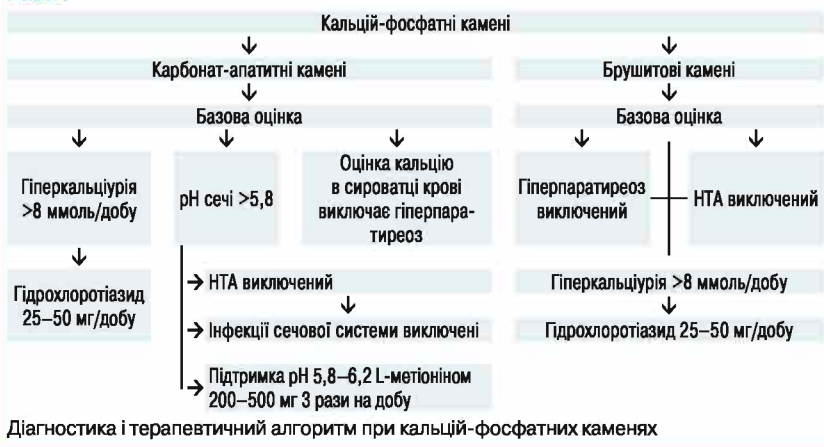 Кальцій-фосфатні камені
Карбонат-апатитні камені
Брушитові камені
Базова оцінка
Базова оцінка
Гіперкальціурія
>8 ммоль/добу
рН сечі >5,8
Оцінка кальцію
в сироватці крові
виключає гіперпара-
тиреоз
Гіперпаратиреоз
виключений
НТА виключений
Гідрохлоротіазид
25–50 мг/добу
НТА виключений
Інфекції сечової системи виключені
Підтримка рН 5,8–6,2 L-метіоніном
200–500 мг 3 рази на добу
Гіперкальціурія >8 ммоль/добу
Гідрохлоротіазид 25–50 мг/добу
Діагностика і терапевтичний алгоритм при кальцій-фосфатних каменях